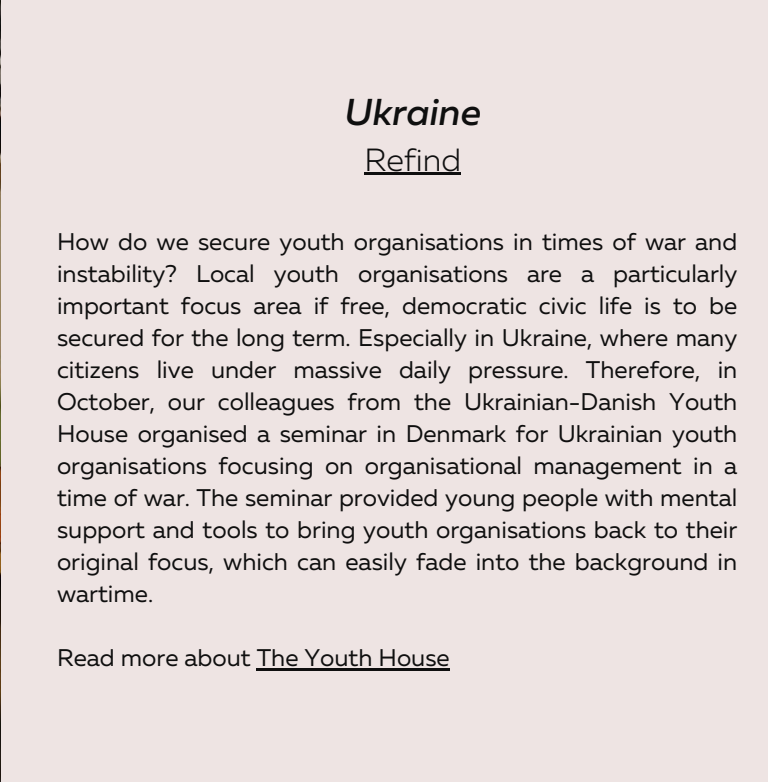 Ukraine
Refind
How do we secure youth organisations in times of war and
instability? Local youth organisations are a particularly
important focus area if free, democratic civic life is to be
secured for the long term. Especially in Ukraine, where many
citizens live under massive daily pressure. Therefore, in
October, our colleagues from the Ukrainian-Danish Youth
House organised a seminar in Denmark for Ukrainian youth
organisations focusing on organisational management in a
time of war. The seminar provided young people with mental
support and tools to bring youth organisations back to their
original focus, which can easily fade into the background in
wartime.
Read more about The Youth House